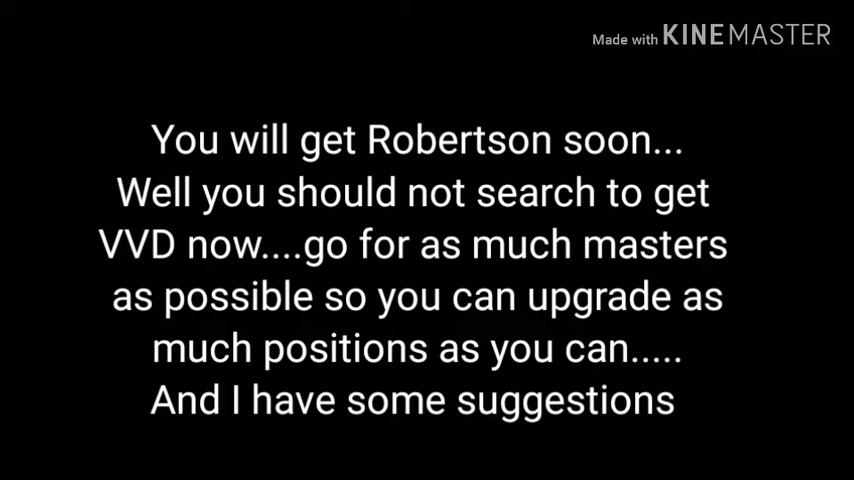 Made with KINEMASTER
You will get Robertson soon...
Well you should not search to get
VVD now....go for as much masters
as possible so you can upgrade as
much positions as you can.....
And I have some suggestions